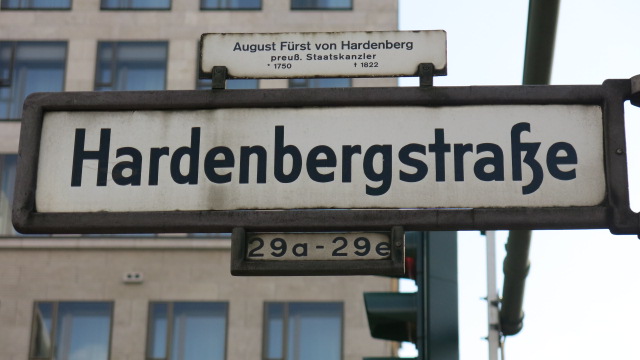 August Fürst von Hardenberg
preuß. Staatskanzler
* 1750 † 1822
Hardenbergstraße
29a - 29e